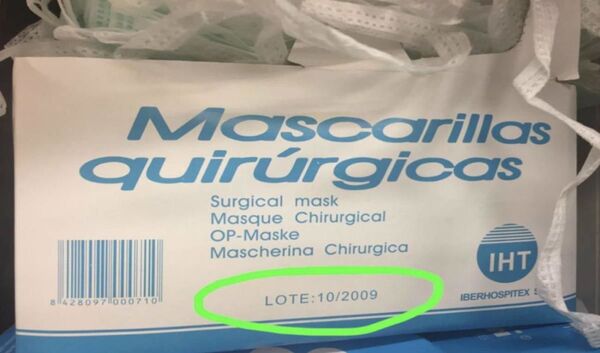 Mascarillas
quirúrgicas
Surgical mask
Masque Chirurgical
OP-Maske
Mascherina Chirurgica
IHT
IBERHOSPITEX
8 428097 000710
LOTE:10/2009